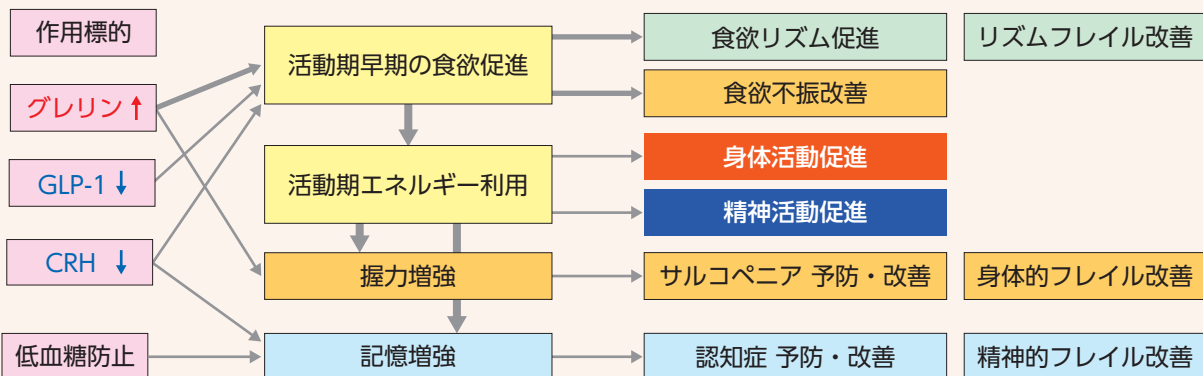 作用標的
グレリン↑
GLP-1↓
CRH ↓
低血糖防止
活動期早期の食欲促進
活動期エネルギー利用
握力増強
記憶増強
食欲リズム促進
リズムフレイル改善
食欲不振改善
身体活動促進
精神活動促進
サルコペニア 予防・改善
身体的フレイル改善
認知症 予防・改善
精神的フレイル改善